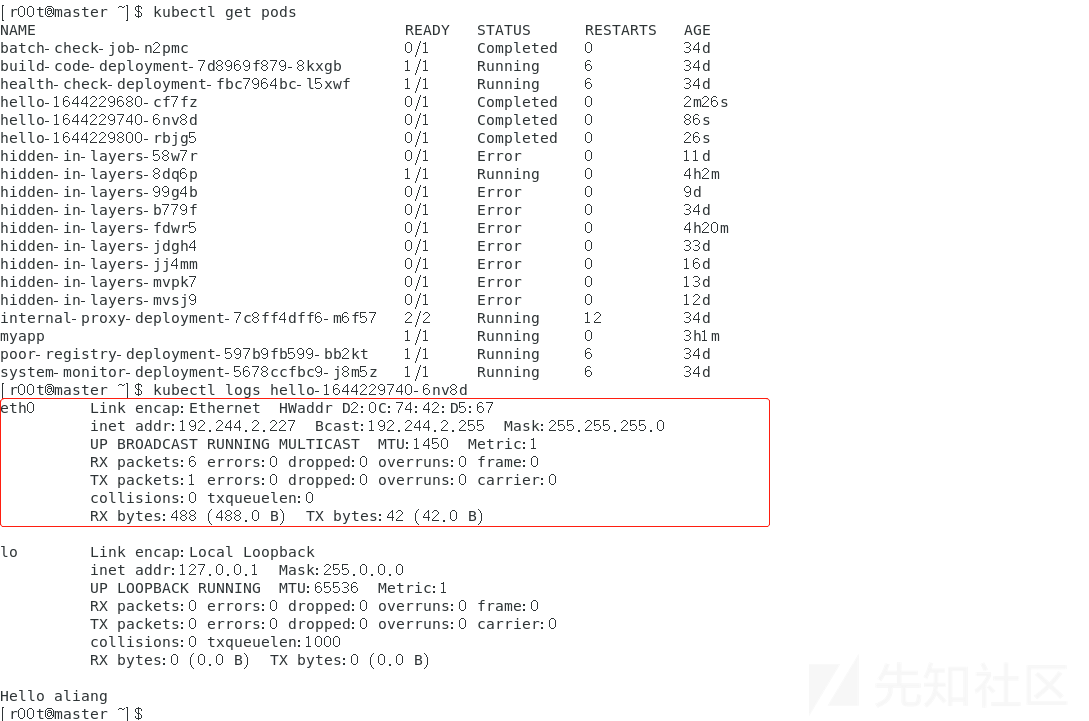 [r00t@master ~]$ kubectl get pods
NAME READY STATUS RESTARTS AGE
batch-check-job-n2pmc 0/1 Completed 0 34d
build-code-deployment-7d8969f879-8kxgb 1/1 Running 6 34d
health-check-deployment-fbc7964bc-l5xwf 1/1 Running 6 34d
hello-1644229680-cf7fz 0/1 Completed 0 2m26s
hello-1644229740-6nv8d 0/1 Completed 0 86s
hello-1644229800-rbjg5 0/1 Completed 0 26s
hidden-in-layers-58w7r 0/1 Error 0 11d
hidden-in-layers-8dq6p 1/1 Running 0 4h2m
hidden-in-layers-99g4b 0/1 Error 0 9d
hidden-in-layers-b779f 0/1 Error 0 34d
hidden-in-layers-fdwr5 0/1 Error 0 4h20m
hidden-in-layers-jdgh4 0/1 Error 0 33d
hidden-in-layers-jj4mm 0/1 Error 0 16d
hidden-in-layers-mvpk7 0/1 Error 0 13d
hidden-in-layers-mvsj9 0/1 Error 0 12d
internal-proxy-deployment-7c8ff4dff6-m6f57 2/2 Running 12 34d
myapp 1/1 Running 0 3h1m
poor-registry-deployment-597b9fb599-bb2kt 1/1 Running 6 34d
system-monitor-deployment-5678ccfbc9-j8m5z 1/1 Running 6 34d
[r00t@master ~]$ kubectl logs hello-1644229740-6nv8d
eth0 Link encap:Ethernet HWaddr D2:0C:74:42:D5:67
inet addr:192.244.2.227 Bcast:192.244.2.255 Mask:255.255.255.0
UP BROADCAST RUNNING MULTICAST MTU:1450 Metric:1
RX packets:6 errors:0 dropped:0 overruns:0 frame:0
TX packets:1 errors:0 dropped:0 overruns:0 carrier:0
collisions:0 txqueuelen:0
RX bytes:488 (488.0 B) TX bytes:42 (42.0 B)
lo Link encap:Local Loopback
inet addr:127.0.0.1 Mask:255.0.0.0
UP LOOPBACK RUNNING MTU:65536 Metric:1
RX packets:0 errors:0 dropped:0 overruns:0 frame:0
TX packets:0 errors:0 dropped:0 overruns:0 carrier:0
collisions:0 txqueuelen:1000
RX bytes:0 (0.0 B) TX bytes:0 (0.0 B)
Hello aliang
[r00t@master ~]$
先知社区